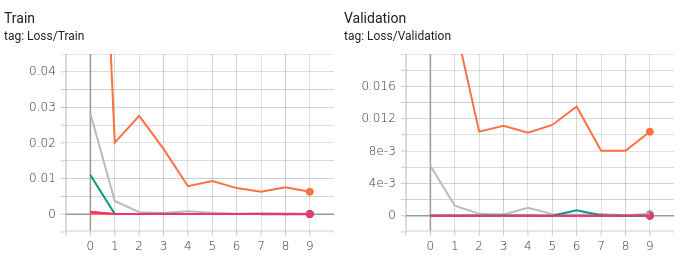 Train
tag: Loss/Train
0.04
0.03
0.02
0.01
0
0 1 2 3 4 5 6 7 8 9
Validation
tag: Loss/Validation
0.016
0.012
8e-3
4e-3
0
0 1 2 3 4 5 6 7 8 9